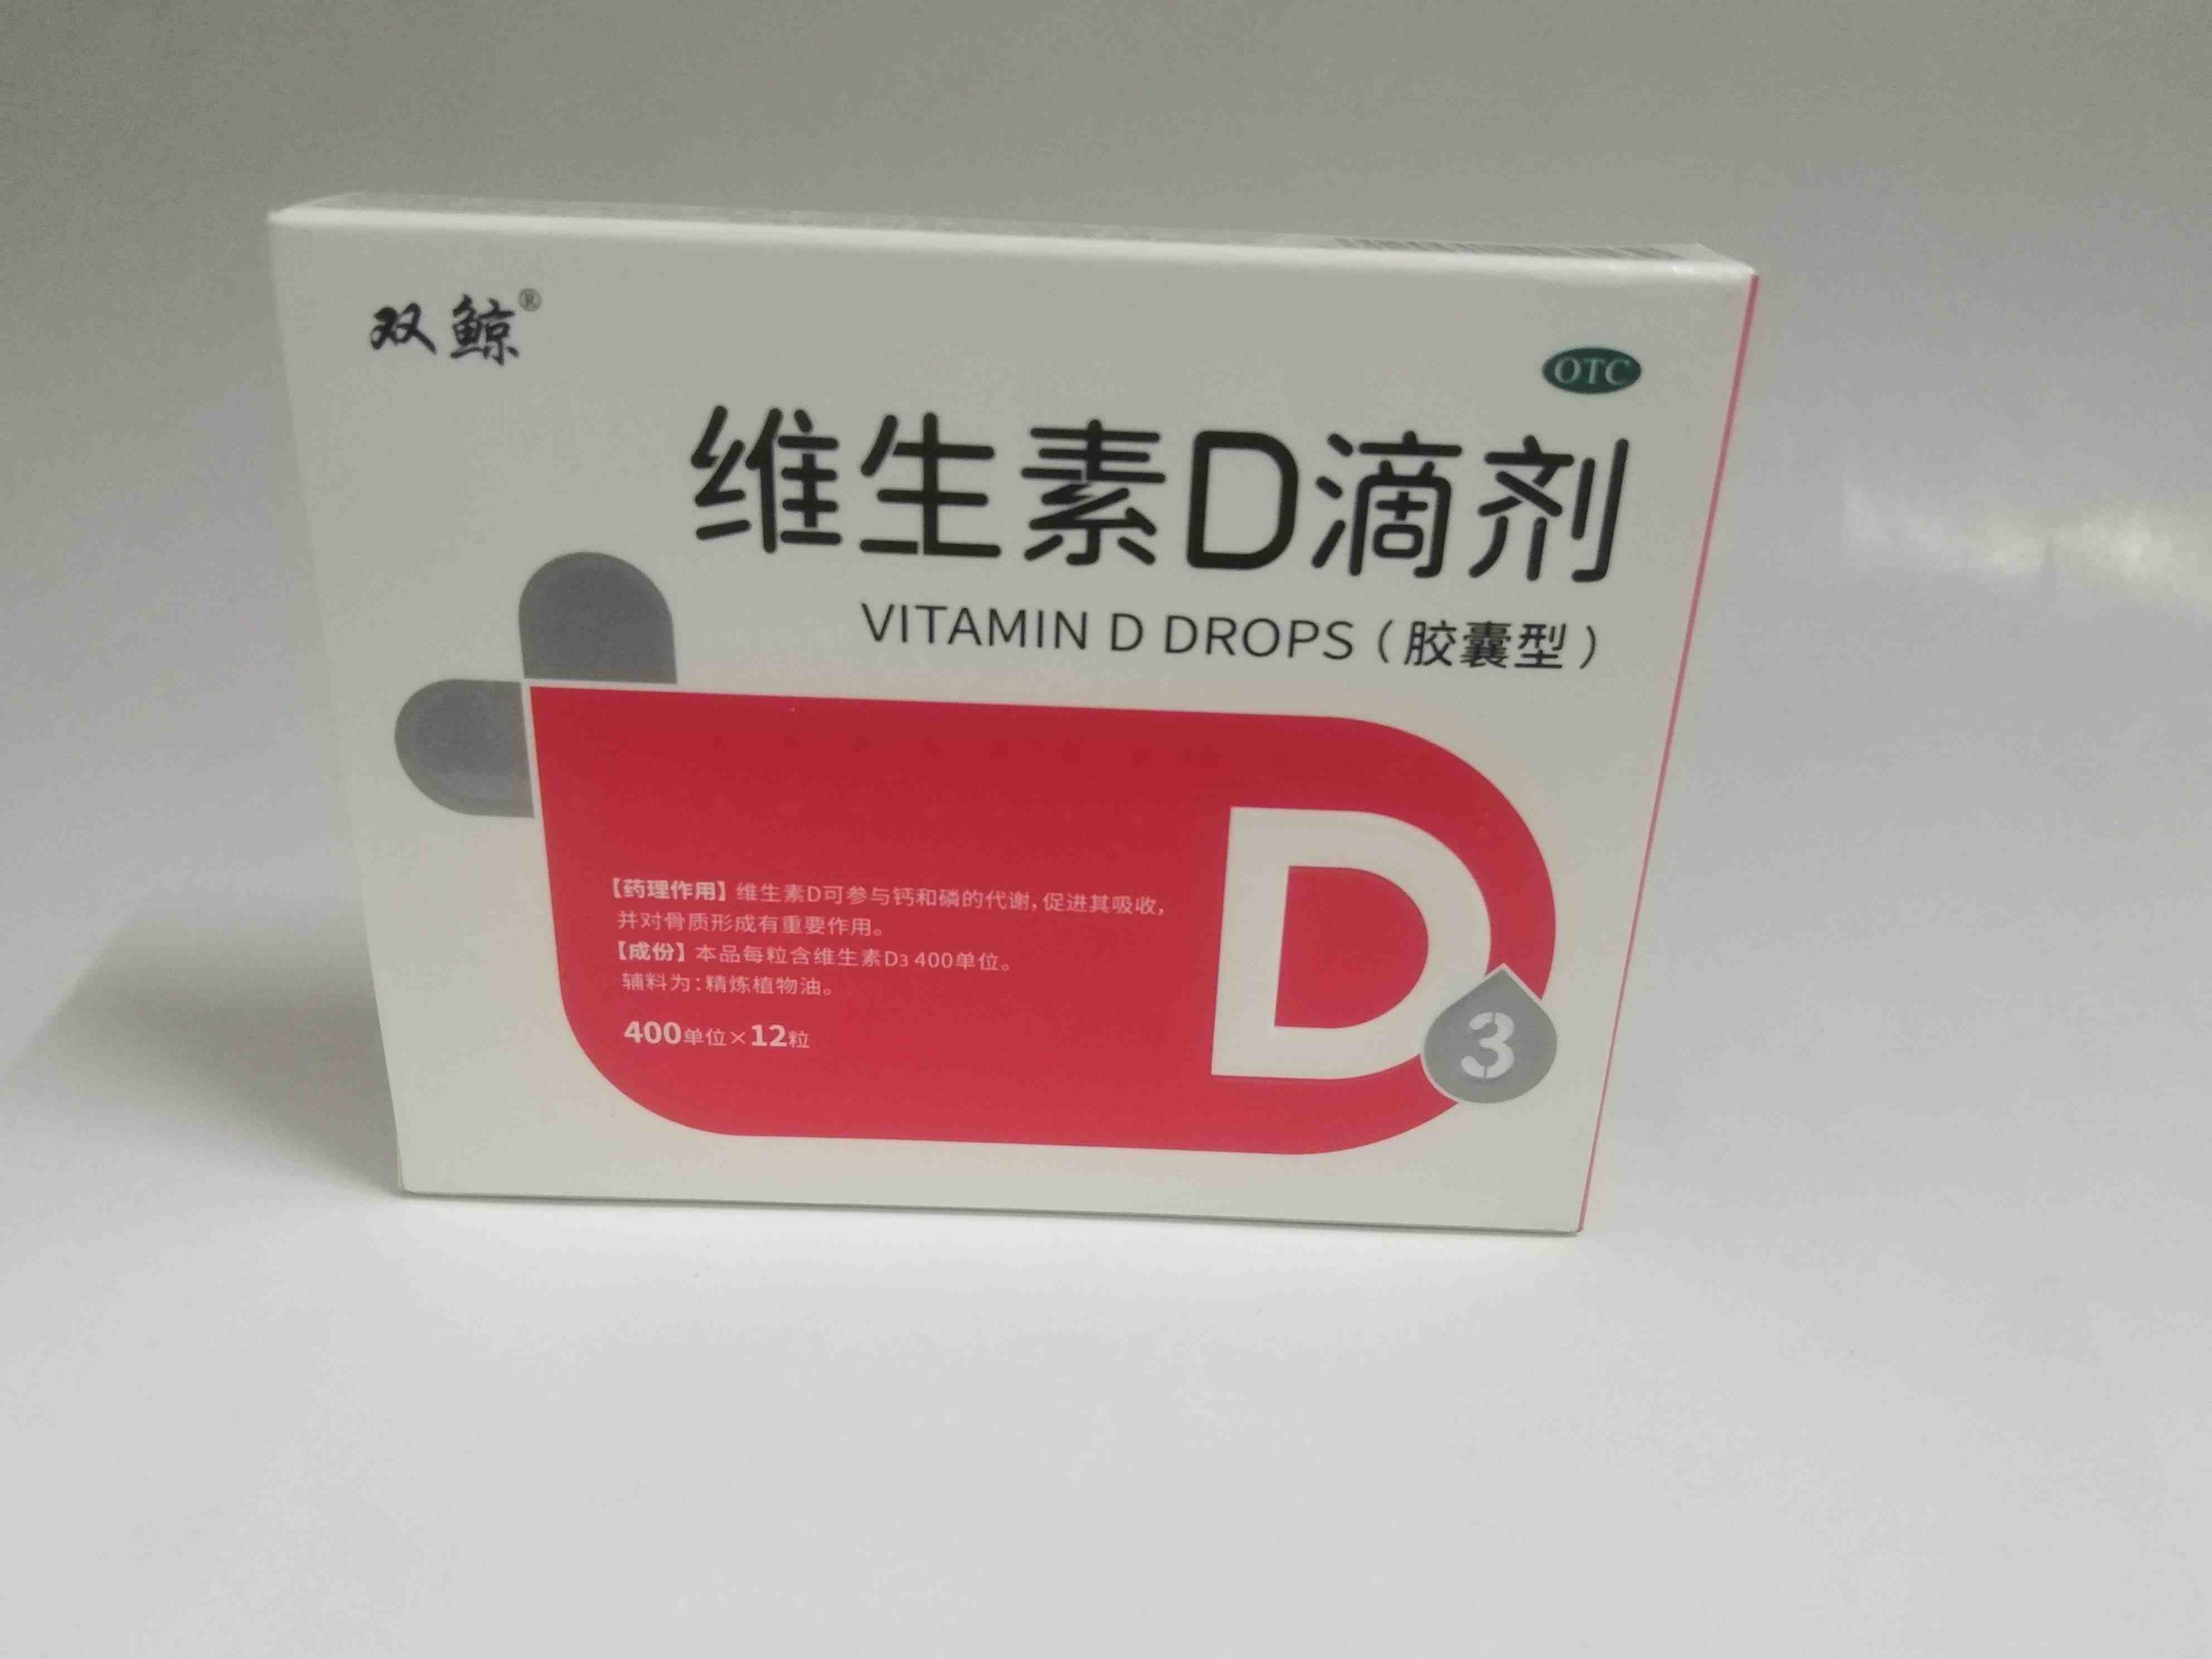 双鲸®
OTC
维生素D滴剂
VITAMIN D DROPS（胶囊型）
【药理作用】维生素D可参与钙和磷的代谢，促进其吸收，
并对骨质形成有重要作用。
【成份】本品每粒含维生素D3 400单位。
辅料为：精炼植物油。
400单位×12粒
D
3